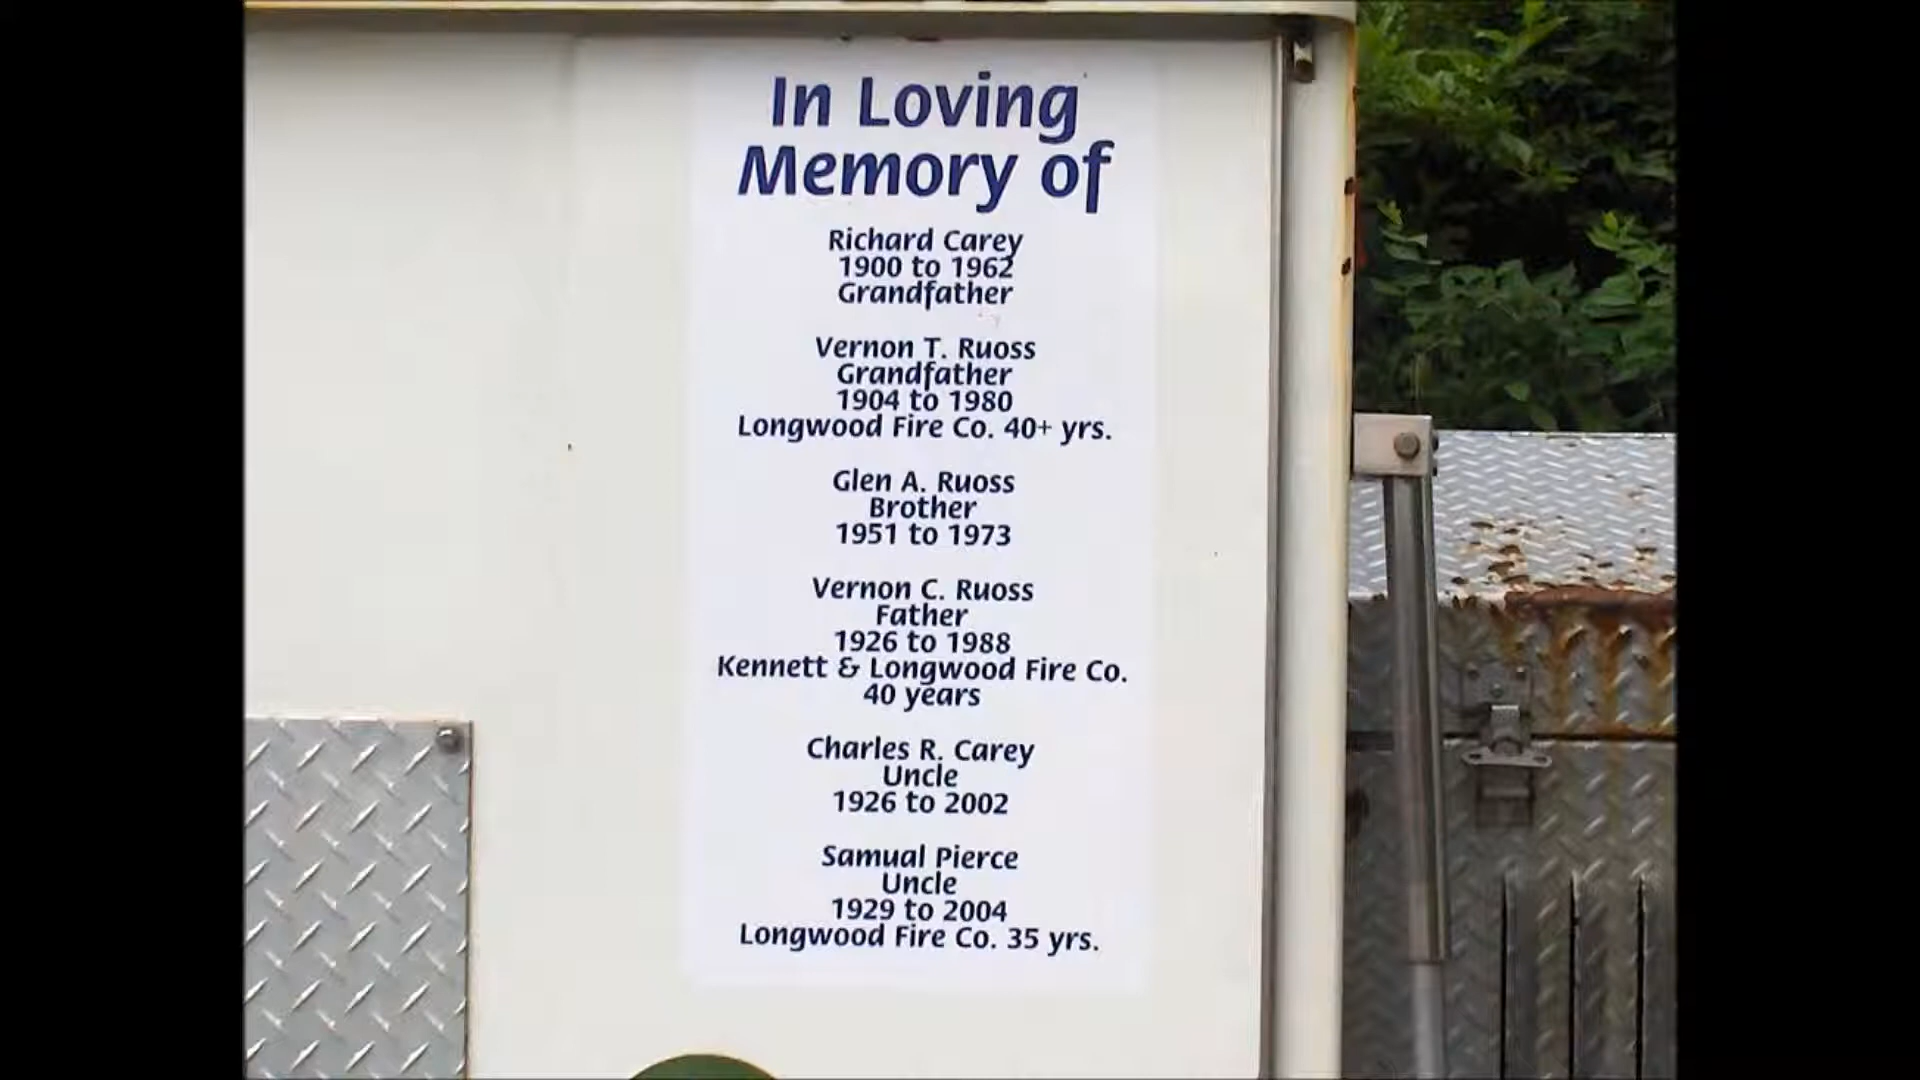 In Loving
Memory of
Richard Carey
1900 to 1962
Grandfather
Vernon T. Ruoss
Grandfather
1904 to 1980
Longwood Fire Co. 40+ yrs.
Glen A. Ruoss
Brother
1951 to 1973
Vernon C. Ruoss
Father
1926 to 1988
Kennett & Longwood Fire Co.
40 years
Charles R. Carey
Uncle
1926 to 2002
Samual Pierce
Uncle
1929 to 2004
Longwood Fire Co. 35 yrs.